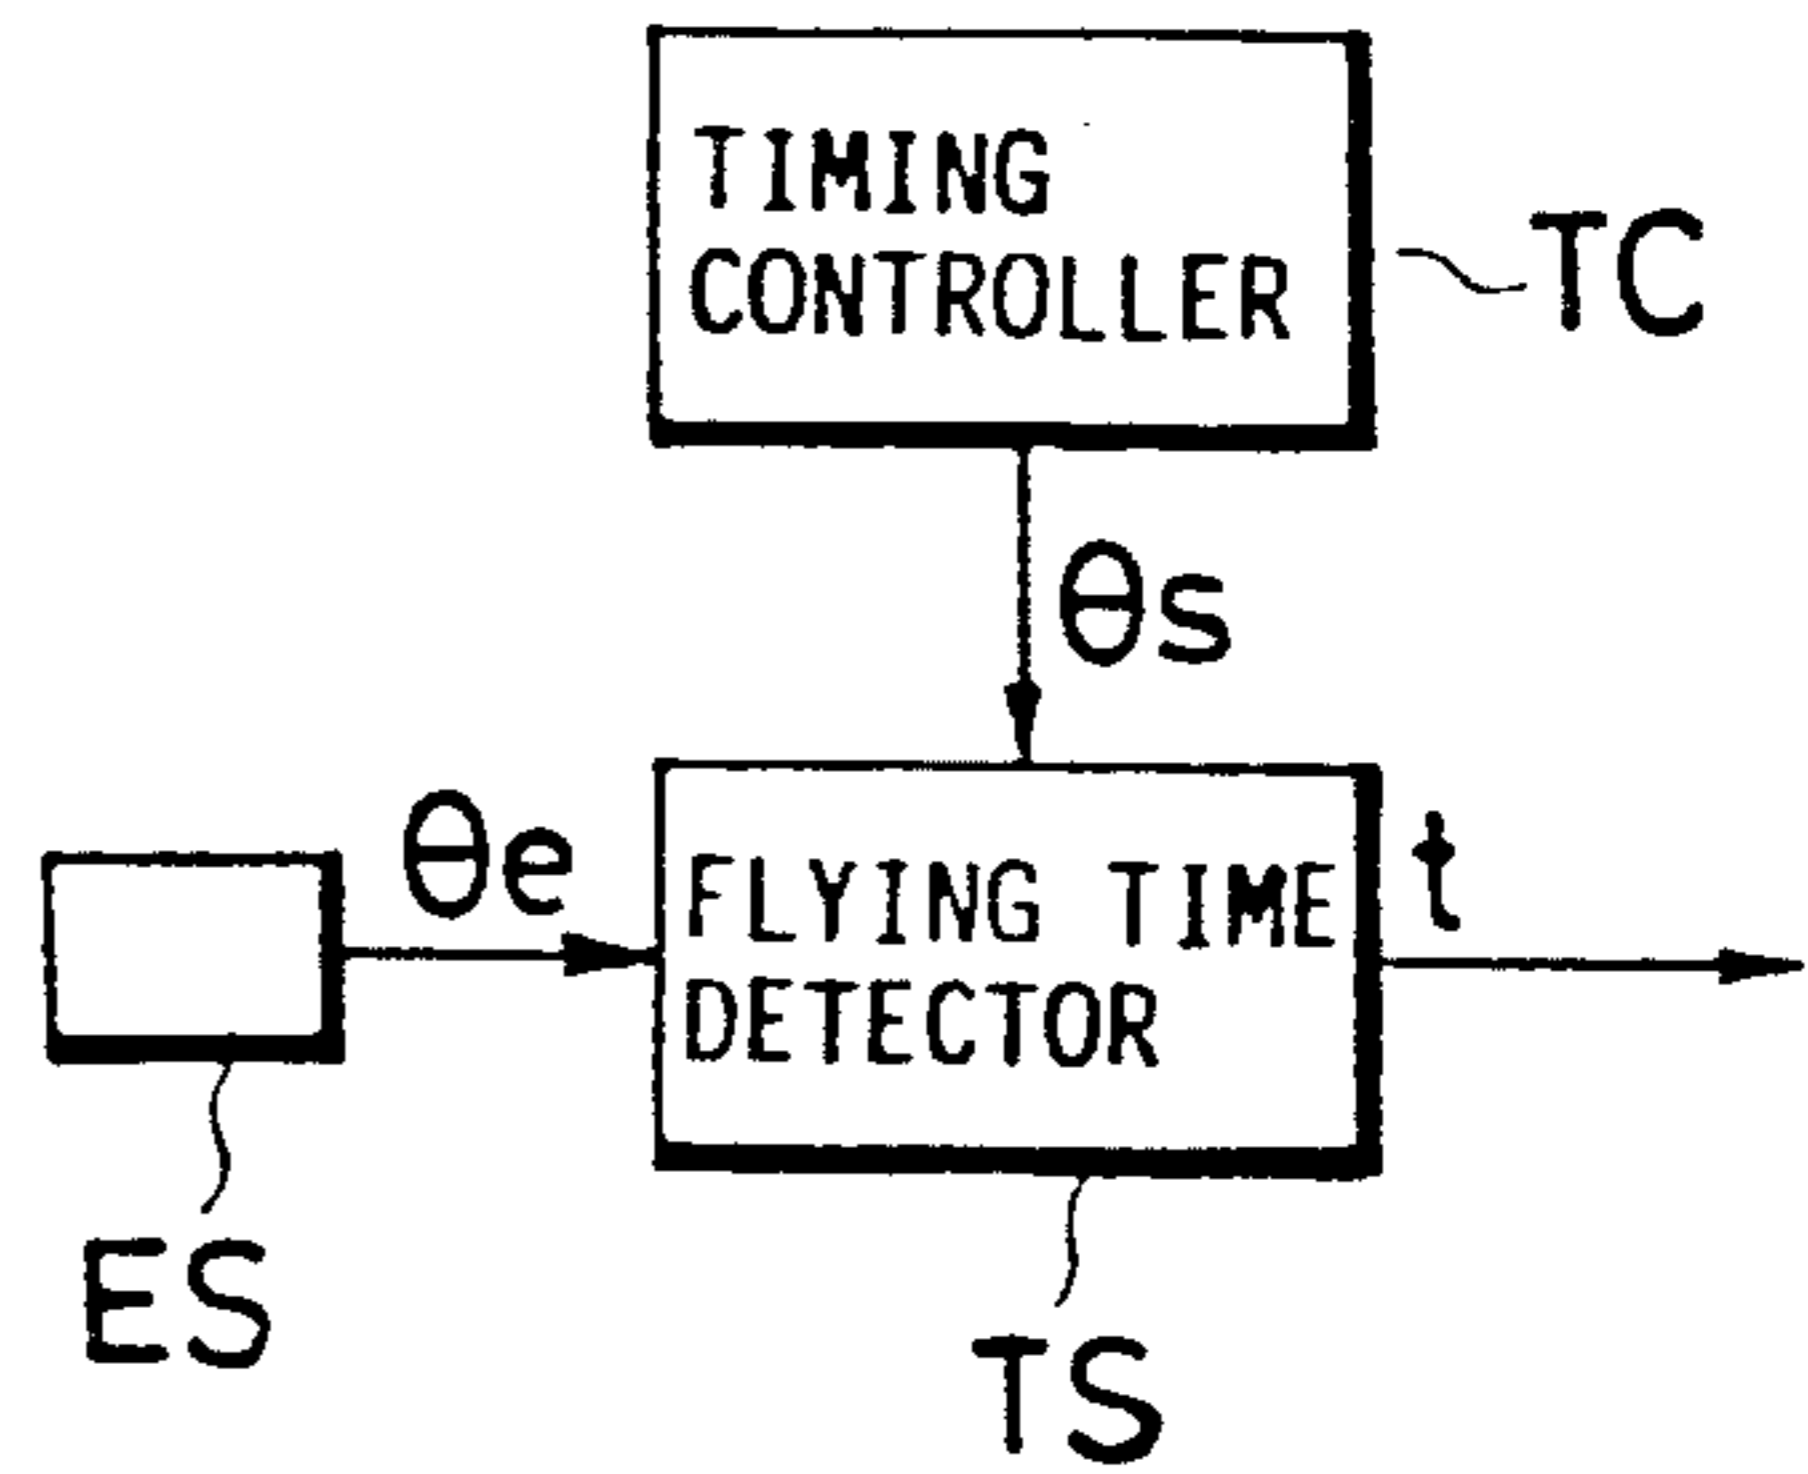 TIMING
CONTROLLER
TC
θs
θe
FLYING TIME
DETECTOR
t
ES
TS